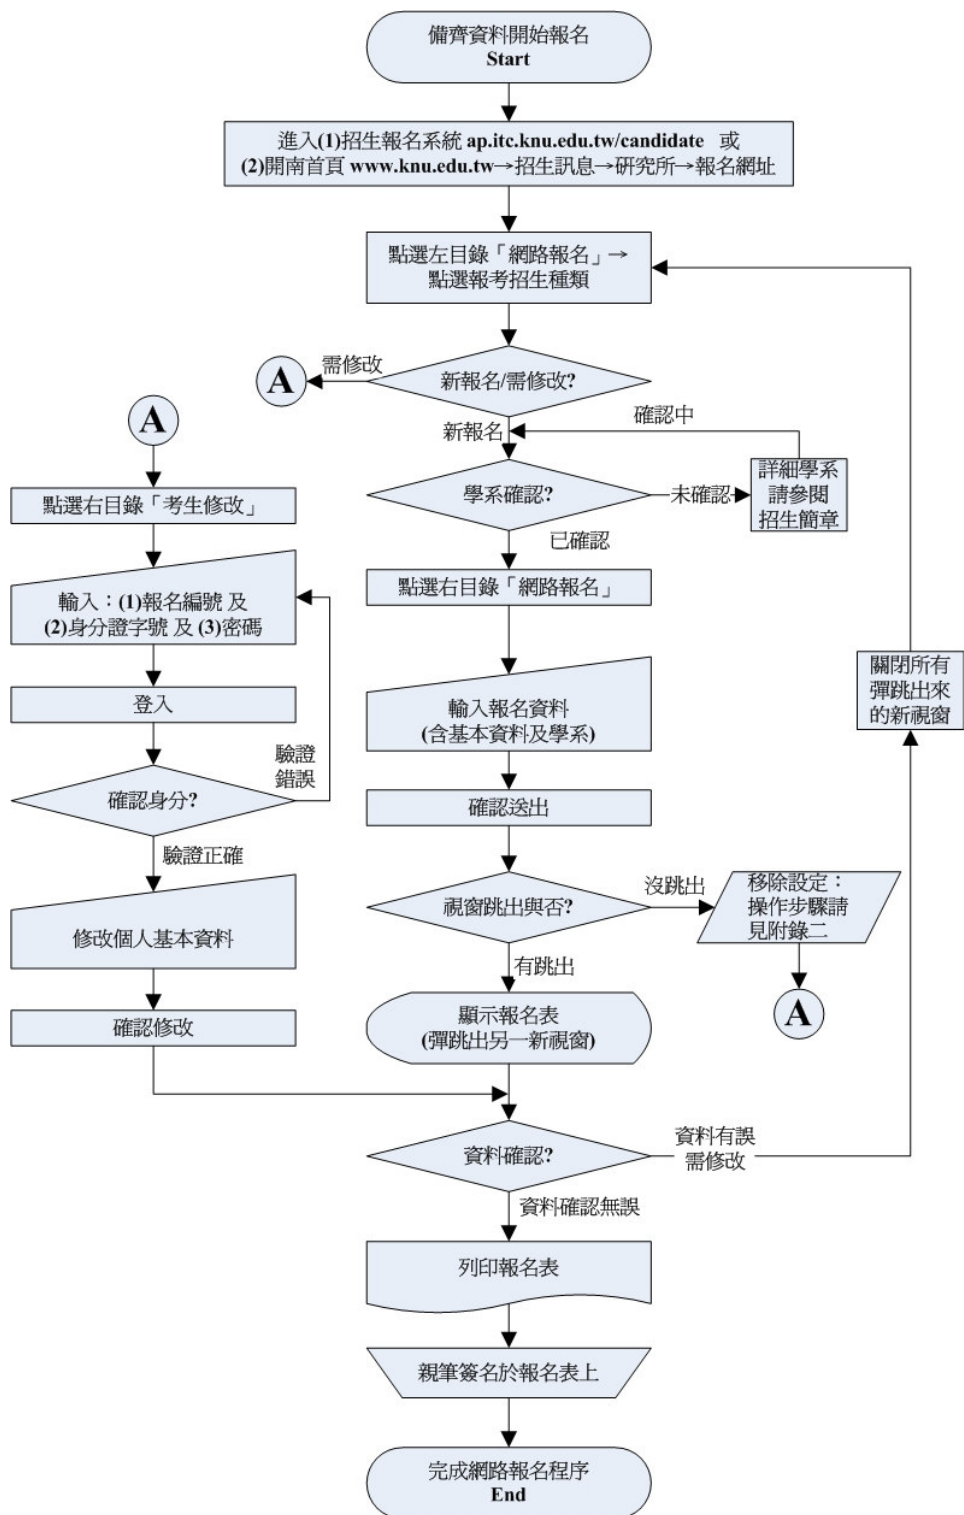 備齊資料開始報名
Start
進入(1)招生報名系統 ap.itc.knu.edu.tw/candidate 或
(2)開南首頁 www.knu.edu.tw→招生訊息→研究所→報名網址
點選左目錄「網路報名」→
點選報考招生種類
新報名/需修改?
需修改
A
新報名
確認中
學系確認?
未確認
詳細學系
請參閱
招生簡章
已確認
點選右目錄「網路報名」
輸入報名資料
(含基本資料及學系)
確認送出
視窗跳出與否?
沒跳出
移除設定：
操作步驟請
見附錄二
A
有跳出
顯示報名表
(彈跳出另一新視窗)
A
點選右目錄「考生修改」
輸入：(1)報名編號 及
(2)身分證字號 及 (3)密碼
登入
確認身分?
驗證
錯誤
驗證正確
修改個人基本資料
確認修改
資料確認?
資料有誤
需修改
關閉所有
彈跳出來
的新視窗
資料確認無誤
列印報名表
親筆簽名於報名表上
完成網路報名程序
End